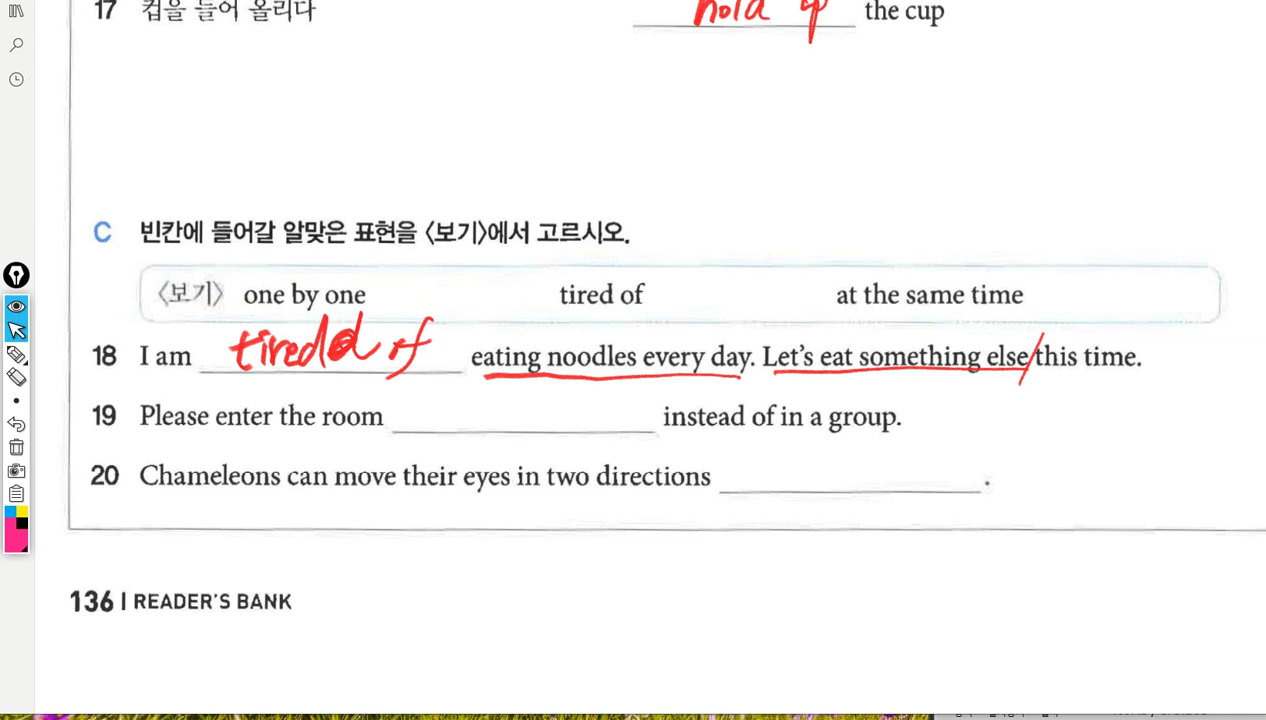 17 컵을 들어 올리다 hold up the cup
C 빈칸에 들어갈 알맞은 표현을 〈보기〉에서 고르시오.
〈보기〉 one by one tired of at the same time
18 I am tired of eating noodles every day. Let's eat something else/this time.
19 Please enter the room instead of in a group.
20 Chameleons can move their eyes in two directions .
136 I READER'S BANK